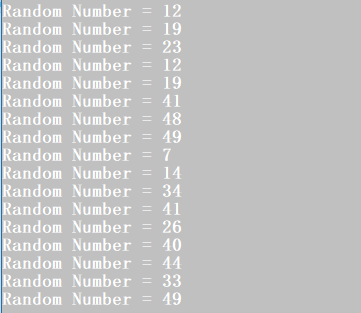 Random Number = 12
Random Number = 19
Random Number = 23
Random Number = 12
Random Number = 19
Random Number = 41
Random Number = 48
Random Number = 49
Random Number = 7
Random Number = 14
Random Number = 34
Random Number = 41
Random Number = 26
Random Number = 40
Random Number = 44
Random Number = 33
Random Number = 49